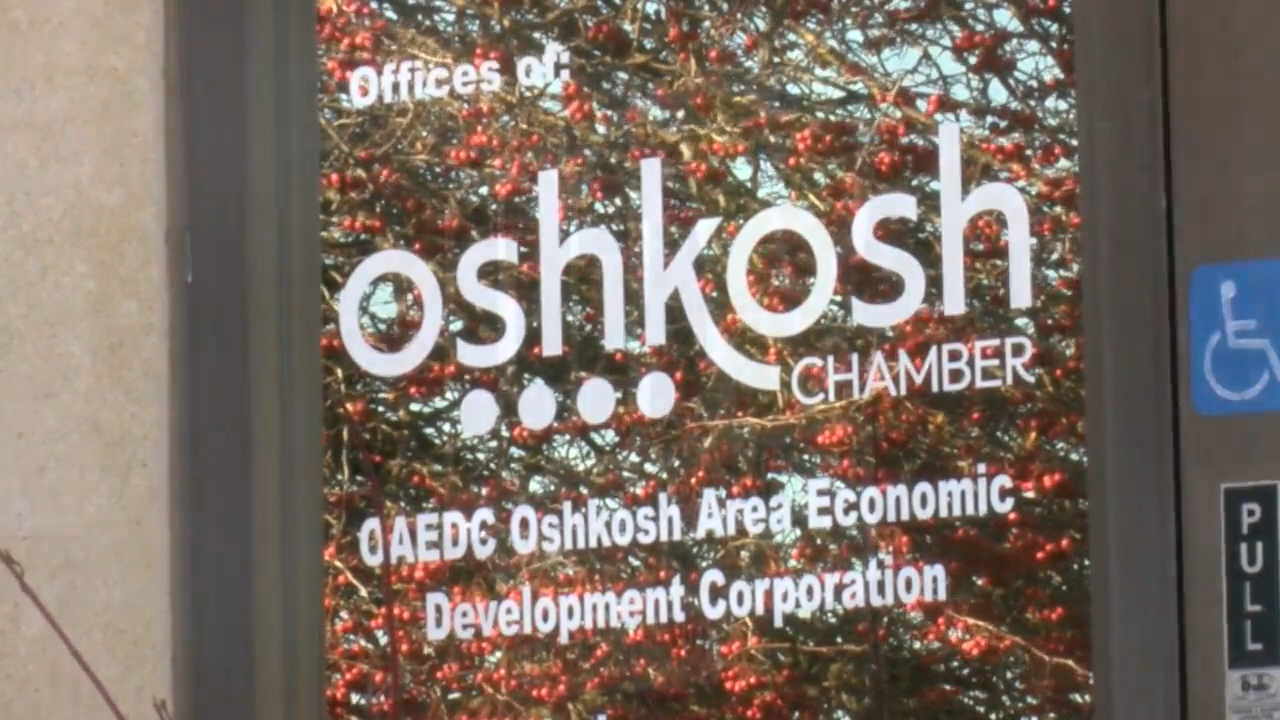 Offices of:
oshkosh
CHAMBER
OAEDC Oshkosh Area Economic
Development Corporation
PULL